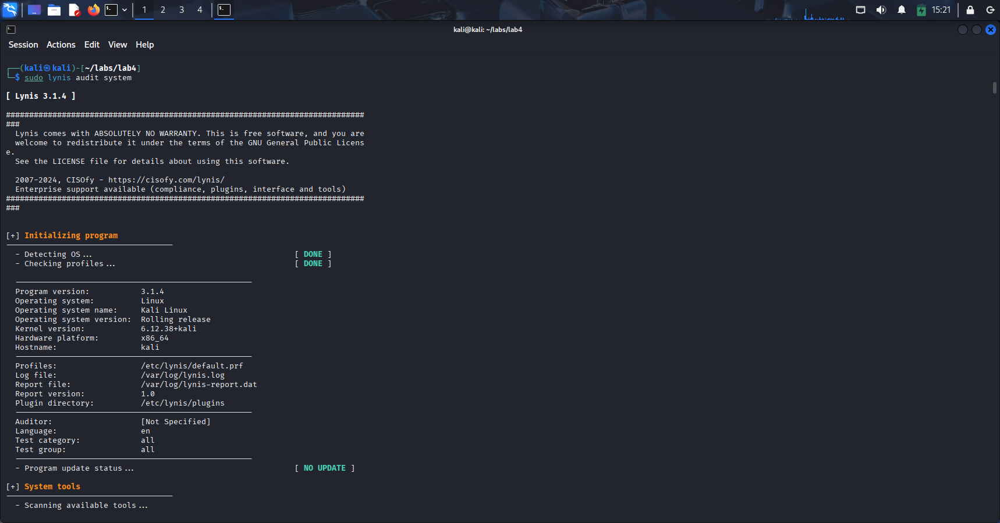 1 2 3 4 15:21
kali@kali: ~/labs/lab4
Session Actions Edit View Help
┌──(kali㉿kali)-[~/labs/lab4]
└─$ sudo lynis audit system
[ Lynis 3.1.4 ]
################################################################################
###
Lynis comes with ABSOLUTELY NO WARRANTY. This is free software, and you are
welcome to redistribute it under the terms of the GNU General Public Licens
e.
See the LICENSE file for details about using this software.
2007-2024, CISOfy - https://cisofy.com/lynis/
Enterprise support available (compliance, plugins, interface and tools)
################################################################################
###
[+] Initializing program
------------------------------------
- Detecting OS... [ DONE ]
- Checking profiles... [ DONE ]
---------------------------------------------------
Program version: 3.1.4
Operating system: Linux
Operating system name: Kali Linux
Operating system version: Rolling release
Kernel version: 6.12.38+kali
Hardware platform: x86_64
Hostname: kali
---------------------------------------------------
Profiles: /etc/lynis/default.prf
Log file: /var/log/lynis.log
Report file: /var/log/lynis-report.dat
Report version: 1.0
Plugin directory: /etc/lynis/plugins
---------------------------------------------------
Auditor: [Not Specified]
Language: en
Test category: all
Test group: all
---------------------------------------------------
- Program update status... [ NO UPDATE ]
[+] System tools
------------------------------------
- Scanning available tools...